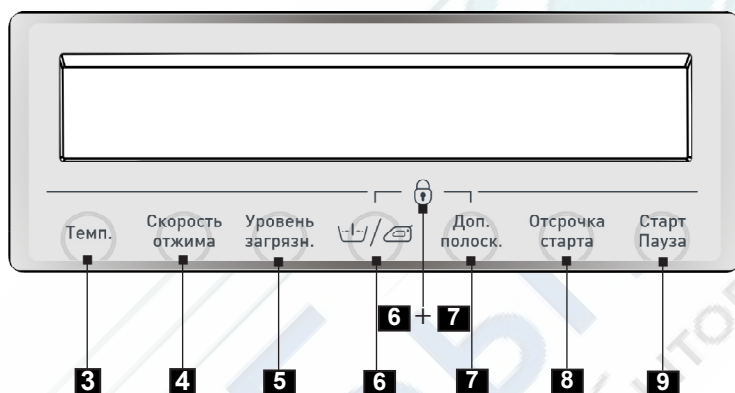 Темп.
Скорость
отжима
Уровень
загрязн.
/
Доп.
полоск.
Отсрочка
старта
Старт
Пауза
6 + 7
3 4 5 6 7 8 9